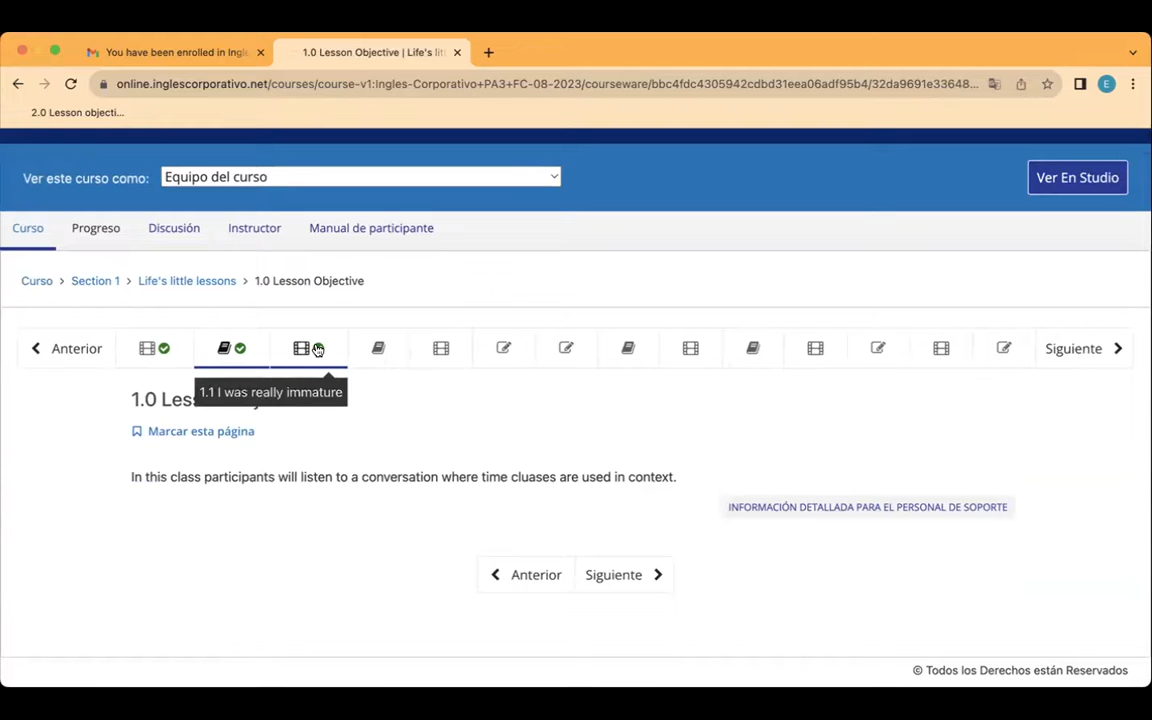 You have been enrolled in Ingl
1.0 Lesson Objective | Life's lit
online.inglescorporativo.net/courses/course-v1:Ingles-Corporativo+PA3+FC-08-2023/courseware/bbc4fdc4305942cdbd31eea06adf95b4/32da9691e33648...
E
2.0 Lesson objecti...
Ver este curso como:
Equipo del curso
Ver En Studio
Curso
Progreso
Discusión
Instructor
Manual de participante
Curso > Section 1 > Life's little lessons > 1.0 Lesson Objective
Anterior
Siguiente
1.1 I was really immature
1.0 Les
Marcar esta página
In this class participants will listen to a conversation where time cluases are used in context.
INFORMACIÓN DETALLADA PARA EL PERSONAL DE SOPORTE
Anterior
Siguiente
© Todos los Derechos están Reservados